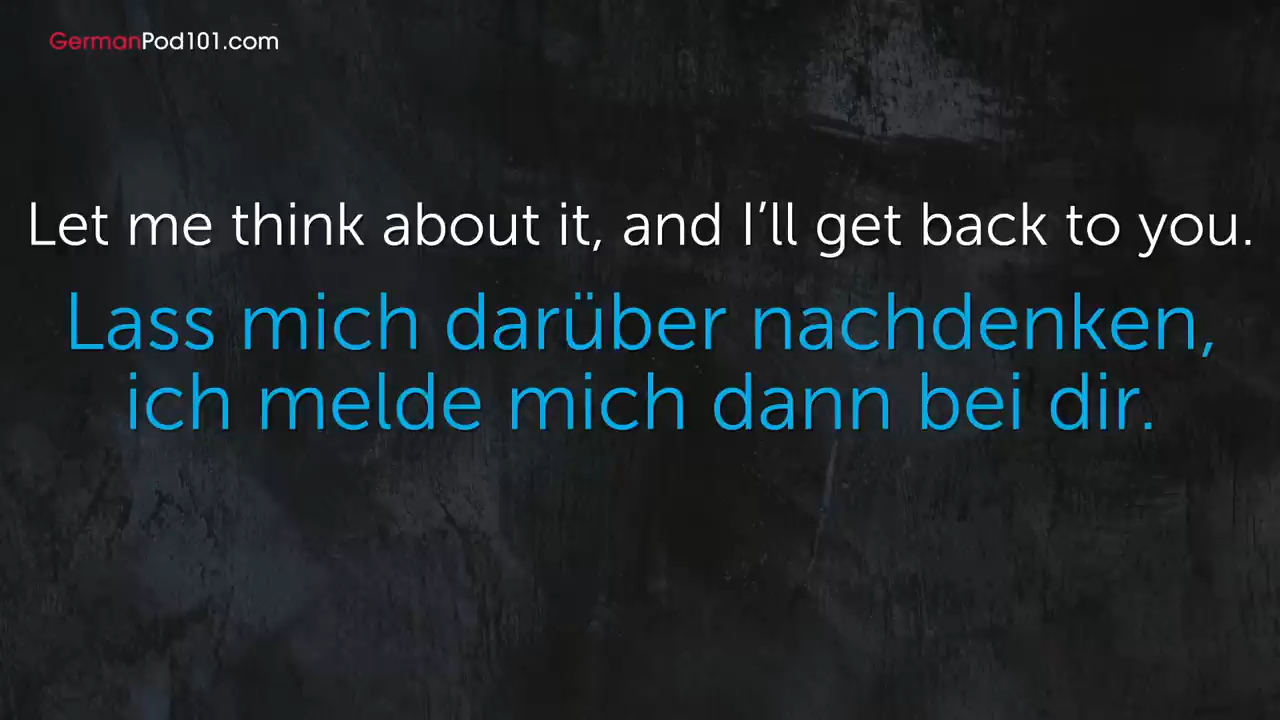 GermanPod101.com
Let me think about it, and I’ll get back to you.
Lass mich darüber nachdenken,
ich melde mich dann bei dir.